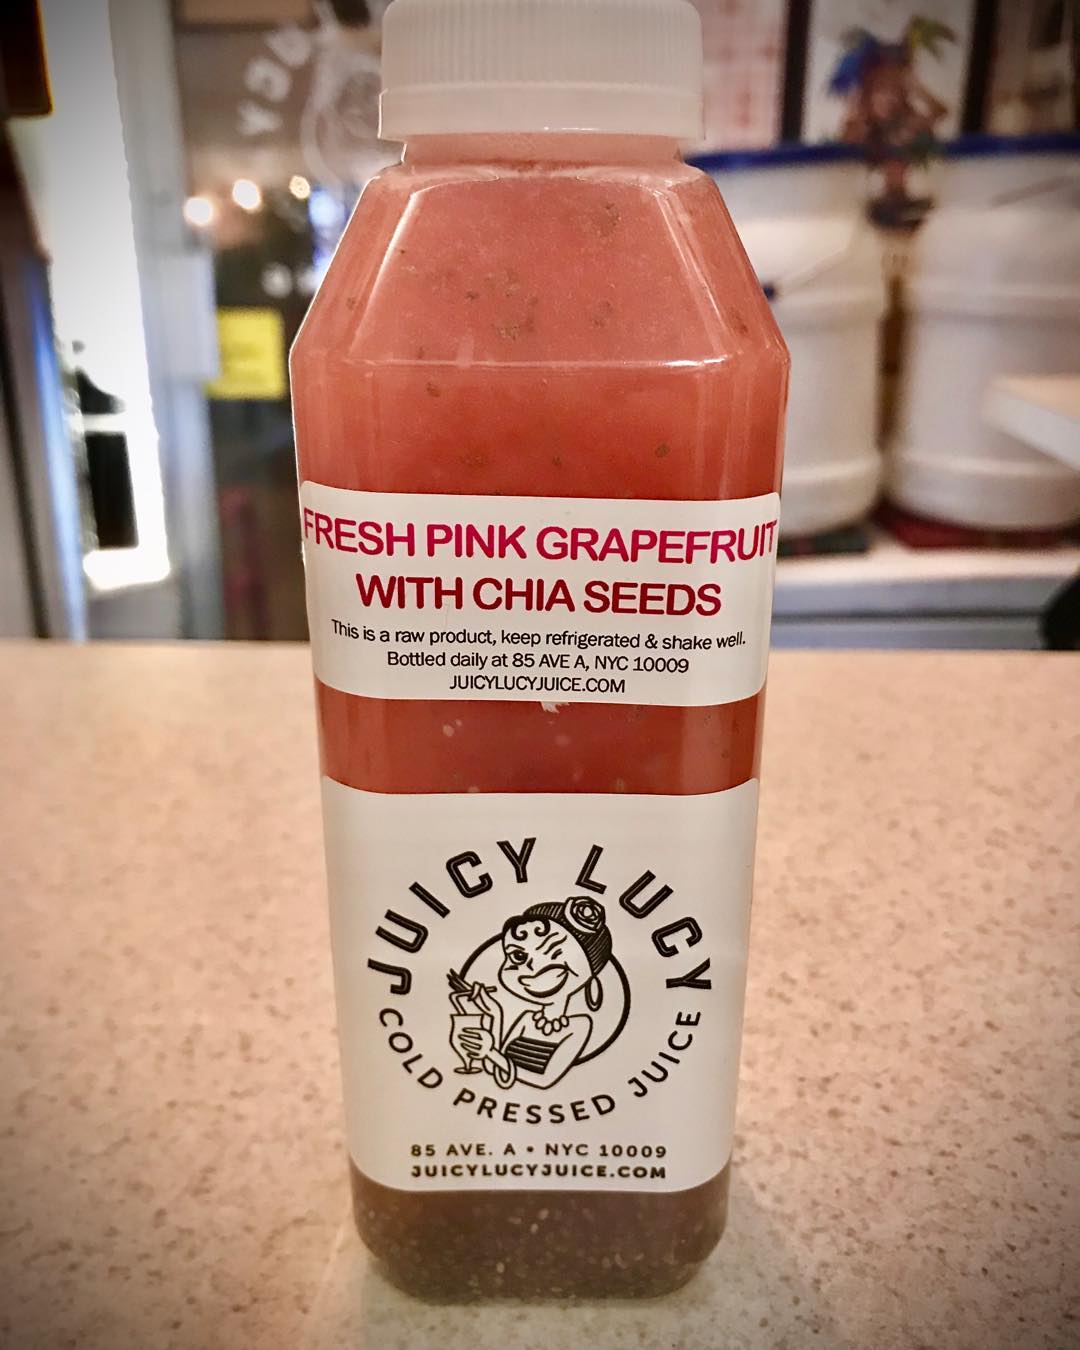 FRESH PINK GRAPEFRUIT
WITH CHIA SEEDS
This is a raw product, keep refrigerated & shake well.
Bottled daily at 85 AVE A, NYC 10009
JUICYLUCYJUICE.COM
JUICY LUCY
COLD PRESSED JUICE
85 AVE. A • NYC 10009
JUICYLUCYJUICE.COM